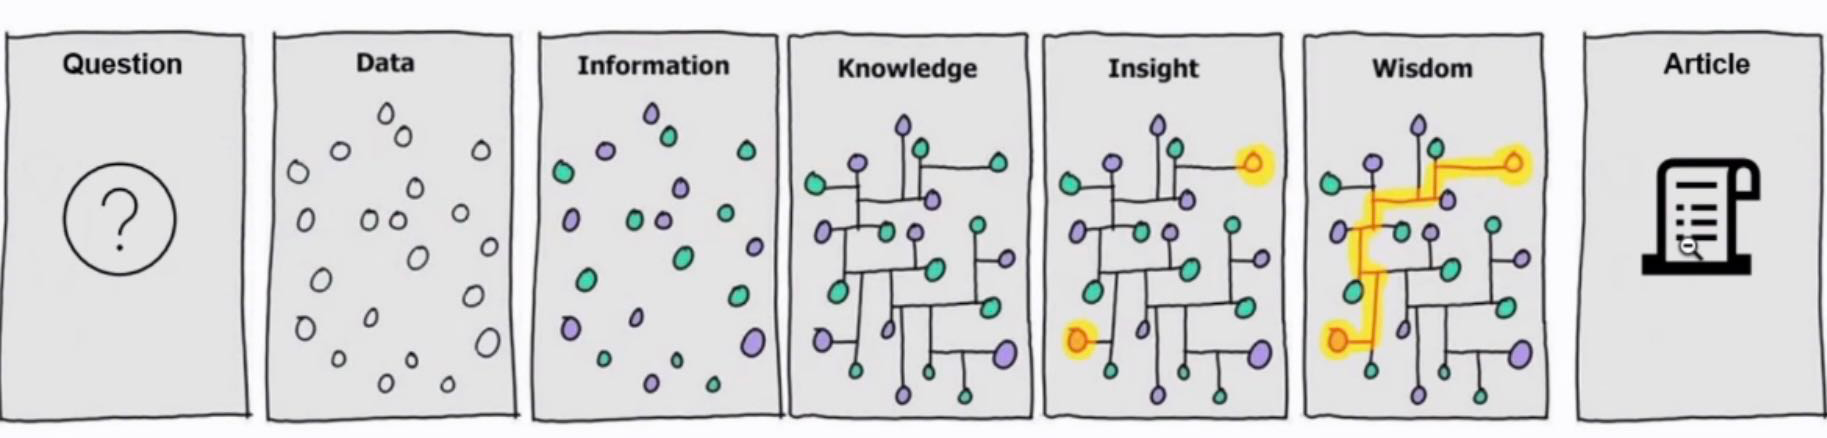 Question
Data
Information
Knowledge
Insight
Wisdom
Article
?